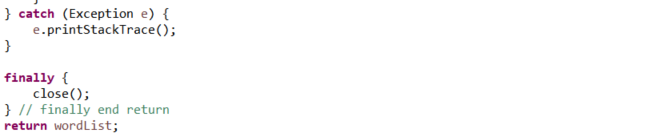 }
} catch (Exception e) {
e.printStackTrace();
}
finally {
close();
} // finally end return
return wordList;